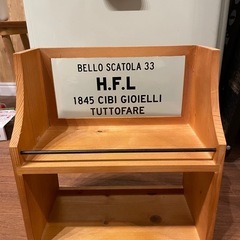 BELLO SCATOLA 33
H.F.L
1845 CIBI GIOIELLI
TUTTOFARE